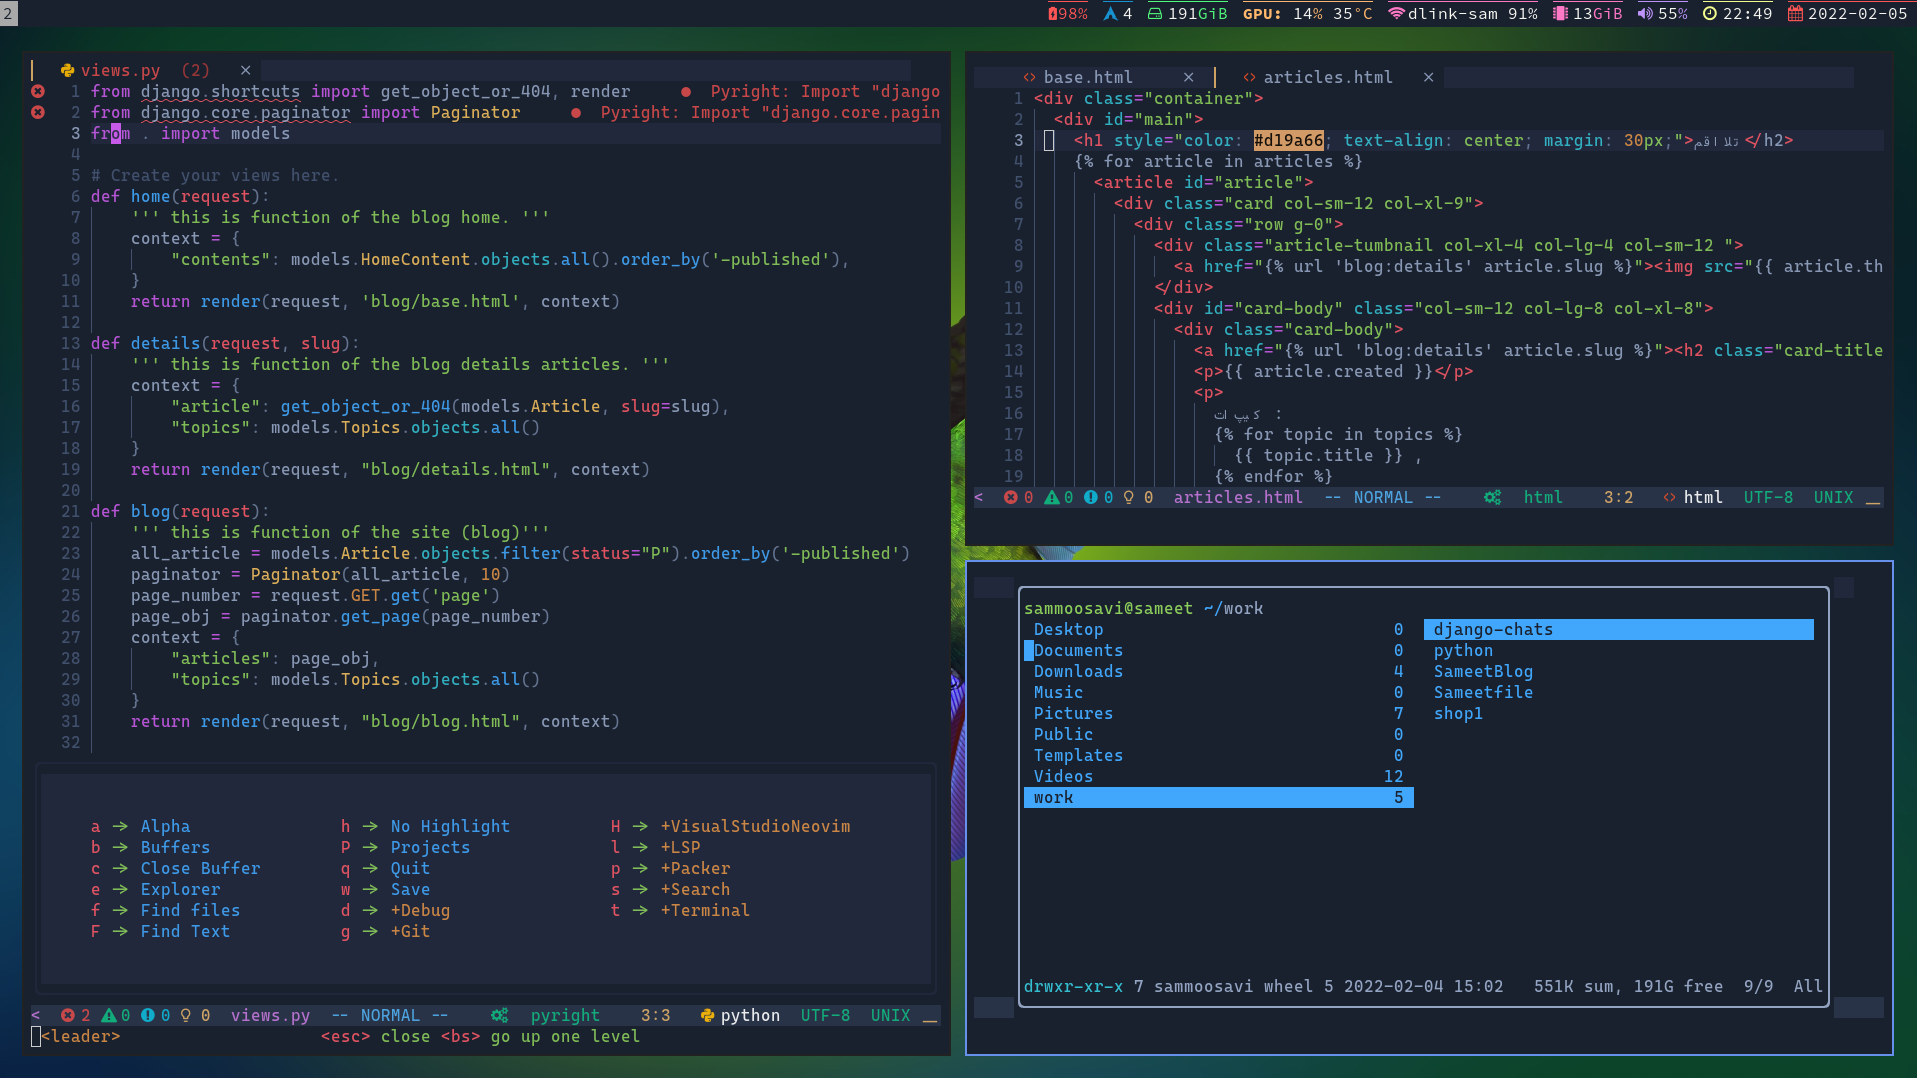 2
98% 4 191GiB GPU: 14% 35°C dlink-sam 91% 13GiB 55% 22:49 2022-02-05
views.py (2) ×
1 from django.shortcuts import get_object_or_404, render ● Pyright: Import "django
2 from django.core.paginator import Paginator ● Pyright: Import "django.core.pagin
3 from . import models
4
5 # Create your views here.
6 def home(request):
7 ''' this is function of the blog home. '''
8 context = {
9 "contents": models.HomeContent.objects.all().order_by('-published'),
10 }
11 return render(request, 'blog/base.html', context)
12
13 def details(request, slug):
14 ''' this is function of the blog details articles. '''
15 context = {
16 "article": get_object_or_404(models.Article, slug=slug),
17 "topics": models.Topics.objects.all()
18 }
19 return render(request, "blog/details.html", context)
20
21 def blog(request):
22 ''' this is function of the site (blog)'''
23 all_article = models.Article.objects.filter(status="P").order_by('-published')
24 paginator = Paginator(all_article, 10)
25 page_number = request.GET.get('page')
26 page_obj = paginator.get_page(page_number)
27 context = {
28 "articles": page_obj,
29 "topics": models.Topics.objects.all()
30 }
31 return render(request, "blog/blog.html", context)
32
a → Alpha h → No Highlight H → +VisualStudioNeovim
b → Buffers P → Projects l → +LSP
c → Close Buffer q → Quit p → +Packer
e → Explorer w → Save s → +Search
f → Find files d → +Debug t → +Terminal
F → Find Text g → +Git
< 2 0 0 0 views.py -- NORMAL -- pyright 3:3 python UTF-8 UNIX __
<leader> <esc> close <bs> go up one level
<> base.html × <> articles.html ×
1 <div class="container">
2 <div id="main">
3 <h1 style="color: #d19a66; text-align: center; margin: 30px;">تلااقم</h2>
4 {% for article in articles %}
5 <article id="article">
6 <div class="card col-sm-12 col-xl-9">
7 <div class="row g-0">
8 <div class="article-tumbnail col-xl-4 col-lg-4 col-sm-12 ">
9 <a href="{% url 'blog:details' article.slug %}"><img src="{{ article.th
10 </div>
11 <div id="card-body" class="col-sm-12 col-lg-8 col-xl-8">
12 <div class="card-body">
13 <a href="{% url 'blog:details' article.slug %}"><h2 class="card-title
14 <p>{{ article.created }}</p>
15 <p>
16 :
17 {% for topic in topics %}
18 {{ topic.title }} ,
19 {% endfor %}
< 0 0 0 0 articles.html -- NORMAL -- html 3:2 <> html UTF-8 UNIX __
sammoosavi@sameet ~/work
Desktop 0 django-chats
Documents 0 python
Downloads 4 SameetBlog
Music 0 Sameetfile
Pictures 7 shop1
Public 0
Templates 0
Videos 12
work 5
drwxr-xr-x 7 sammoosavi wheel 5 2022-02-04 15:02 551K sum, 191G free 9/9 All